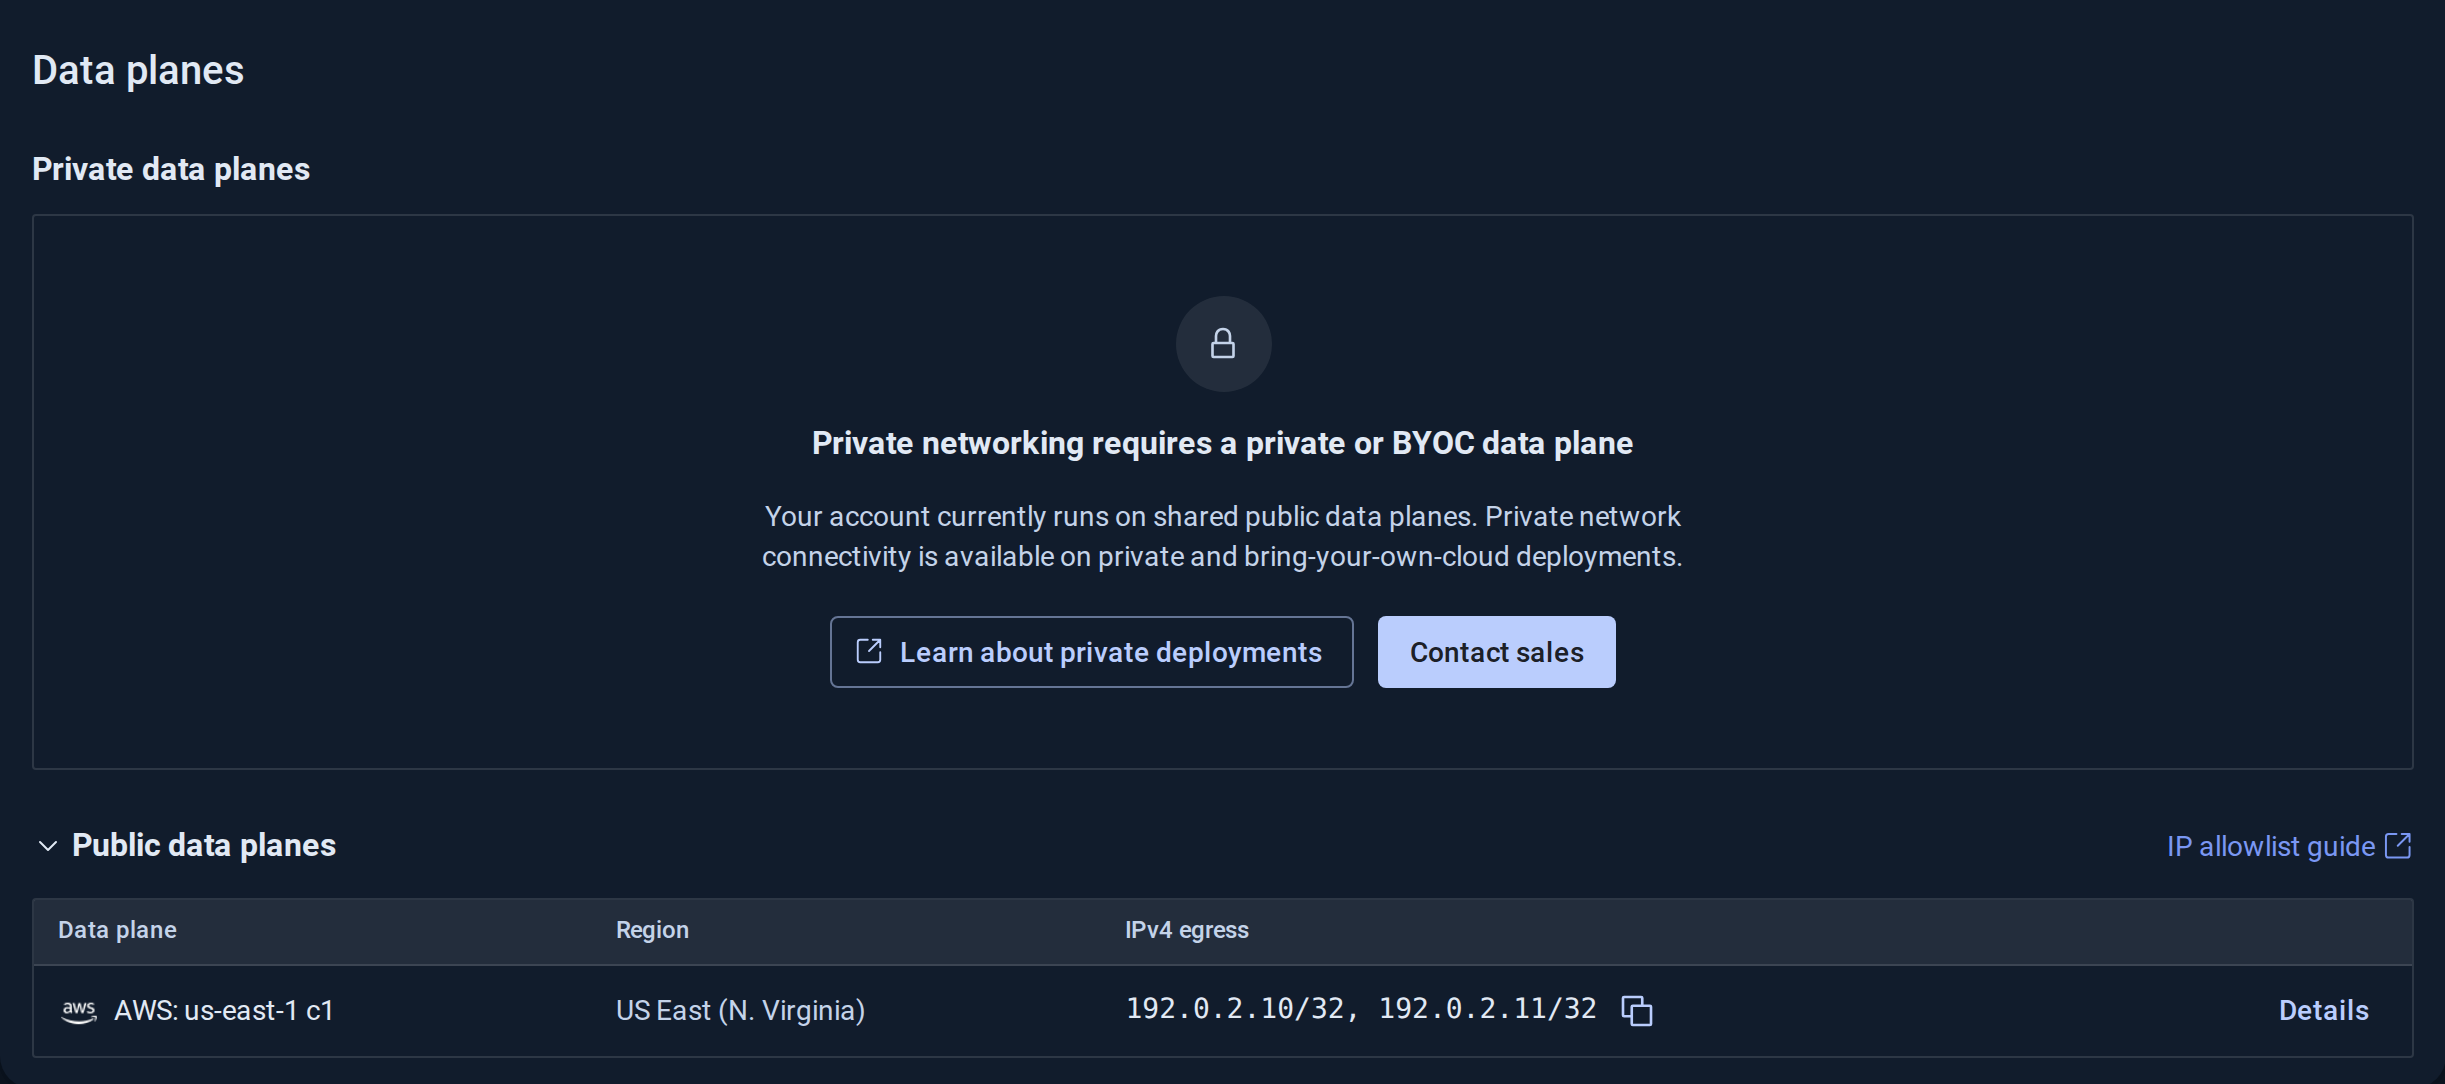 Data planes
Private data planes
Private networking requires a private or BYOC data plane
Your account currently runs on shared public data planes. Private network
connectivity is available on private and bring-your-own-cloud deployments.
Learn about private deployments
Contact sales
Public data planes
IP allowlist guide
Data plane
Region
IPv4 egress
aws
AWS: us-east-1 c1
US East (N. Virginia)
192.0.2.10/32, 192.0.2.11/32
Details